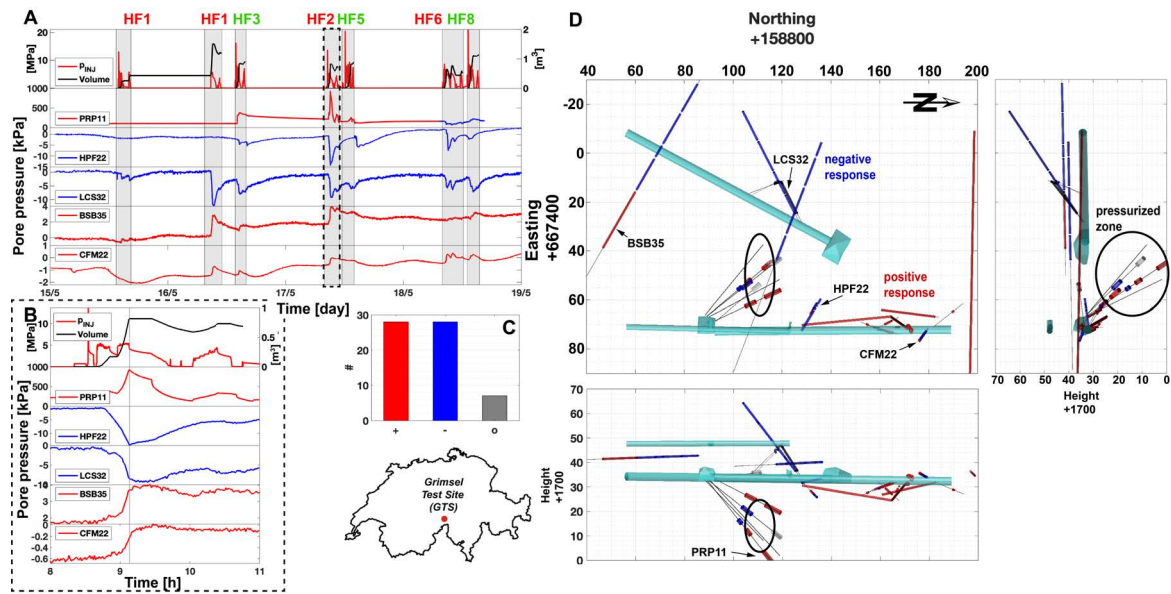 A
HF1
HF1
HF3
HF2
HF5
HF6
HF8
[MPa]
20
10
1000
PINJ
Volume
2
1
0
[m³]
Pore pressure [kPa]
500
PRP11
0
-5
-10
-15
HPF22
-5
-10
LCS32
4
2
0
BSB35
1
0
-1
-2
CFM22
15/5
16/5
17/5
18/5
19/5
Time [day]
B
[MPa]
10
5
1000
PINJ
Volume
1
0.5
0
[m³]
Pore pressure [kPa]
500
PRP11
0
-5
-10
HPF22
-5
-10
LCS32
3
2
BSB35
0
-0.2
-0.4
-0.6
CFM22
8
9
10
11
Time [h]
C
30
20
10
0
#
+
-
o
Grimsel
Test Site
(GTS)
D
Northing
+158800
40
60
80
100
120
140
160
180
200
Easting
+667400
-20
0
20
40
60
80
N
LCS32
negative
response
BSB35
HPF22
positive
response
CFM22
pressurized
zone
70
60
50
40
30
20
10
0
Height
+1700
Height
+1700
70
60
50
40
30
20
10
0
PRP11